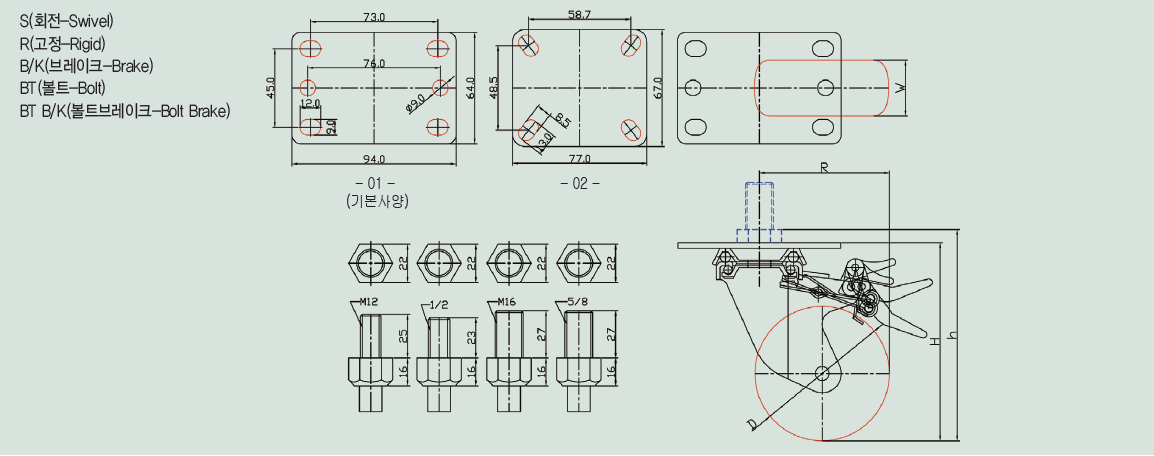 S(회전-Swivel)
R(고정-Rigid)
B/K(브레이크-Brake)
BT(볼트-Bolt)
BT B/K(볼트브레이크-Bolt Brake)
73.0
76.0
45.0
64.0
12.0
9.0
Ø9.0
94.0
- 01 -
(기본사양)
58.7
48.5
67.0
8.5
13.0
77.0
- 02 -
W
R
H
h
D
22
22
22
22
M12
1/2
M16
5/8
25
23
27
27
16
16
16
16